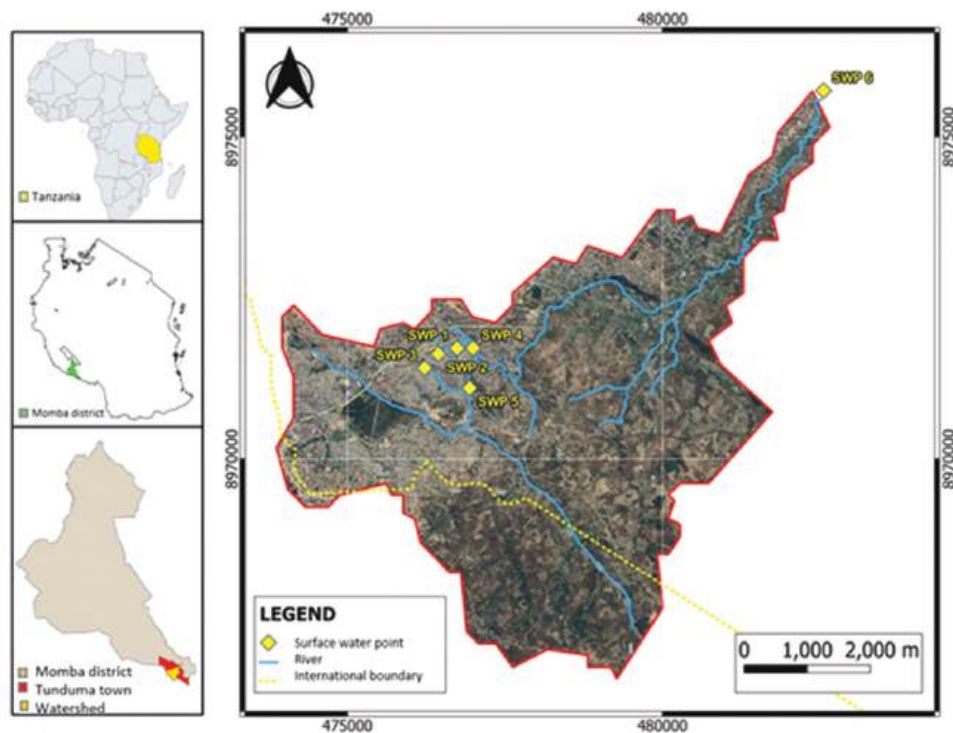 Tanzania
Momba district
Momba district
Tunduma town
Watershed
475000
480000
8975000
8970000
SWP 6
SWP 1
SWP 4
SWP 3
SWP 2
SWP 5
LEGEND
Surface water point
River
International boundary
0 1,000 2,000 m
8975000
8970000
475000
480000